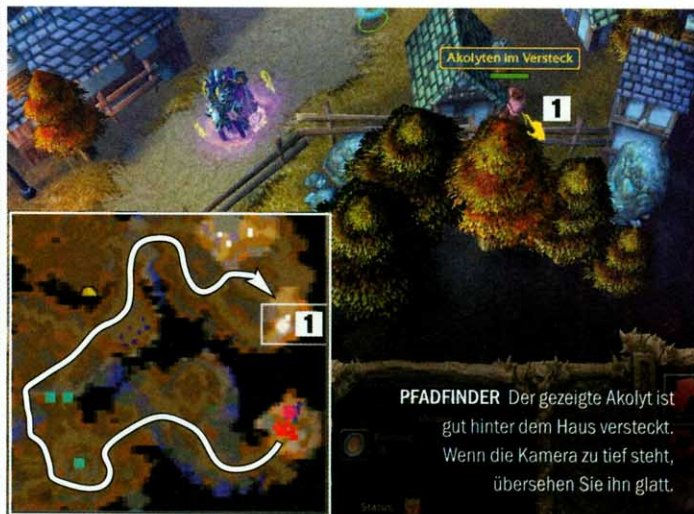 Akolyten im Versteck
1
1
PFADFINDER Der gezeigte Akolyt ist
gut hinter dem Haus versteckt.
Wenn die Kamera zu tief steht,
übersehen Sie ihn glatt.
Status